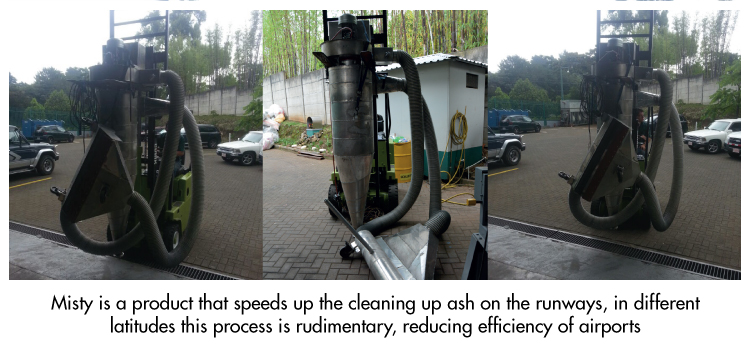 Misty is a product that speeds up the cleaning up ash on the runways, in different
latitudes this process is rudimentary, reducing efficiency of airports